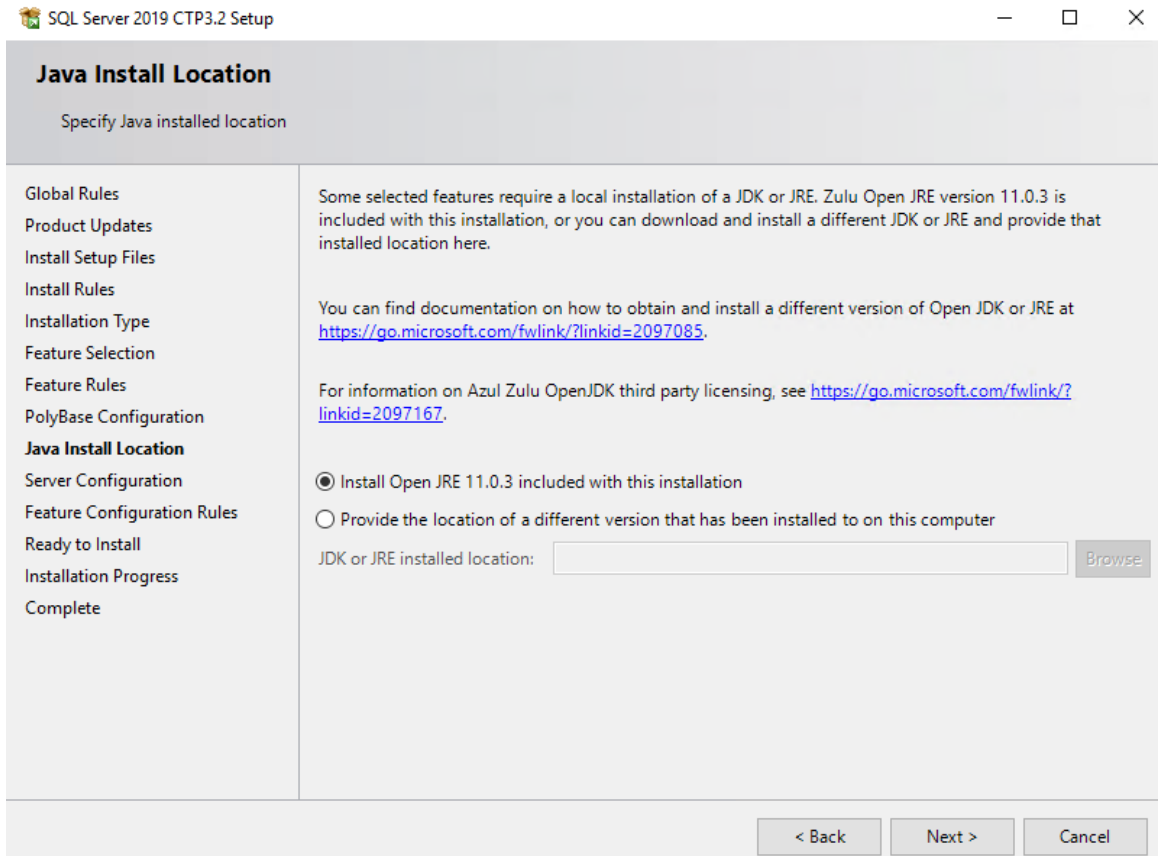 SQL Server 2019 CTP3.2 Setup
Java Install Location
Specify Java installed location
Global Rules
Product Updates
Install Setup Files
Install Rules
Installation Type
Feature Selection
Feature Rules
PolyBase Configuration
Java Install Location
Server Configuration
Feature Configuration Rules
Ready to Install
Installation Progress
Complete
Some selected features require a local installation of a JDK or JRE. Zulu Open JRE version 11.0.3 is
included with this installation, or you can download and install a different JDK or JRE and provide that
installed location here.
You can find documentation on how to obtain and install a different version of Open JDK or JRE at
https://go.microsoft.com/fwlink/?linkid=2097085.
For information on Azul Zulu OpenJDK third party licensing, see https://go.microsoft.com/fwlink/?
linkid=2097167.
Install Open JRE 11.0.3 included with this installation
Provide the location of a different version that has been installed to on this computer
JDK or JRE installed location:
Browse
< Back
Next >
Cancel